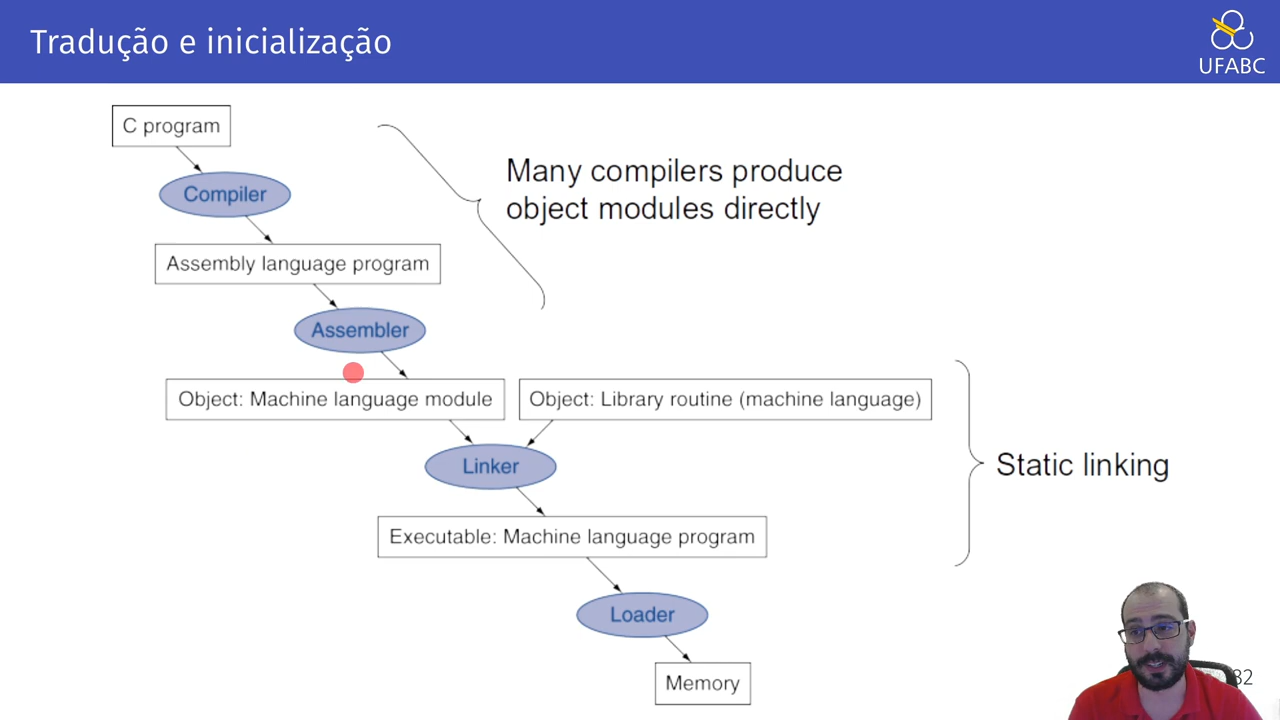 Tradução e inicialização
UFABC
C program
Compiler
Many compilers produce
object modules directly
Assembly language program
Assembler
Object: Machine language module
Object: Library routine (machine language)
Linker
Static linking
Executable: Machine language program
Loader
Memory
32